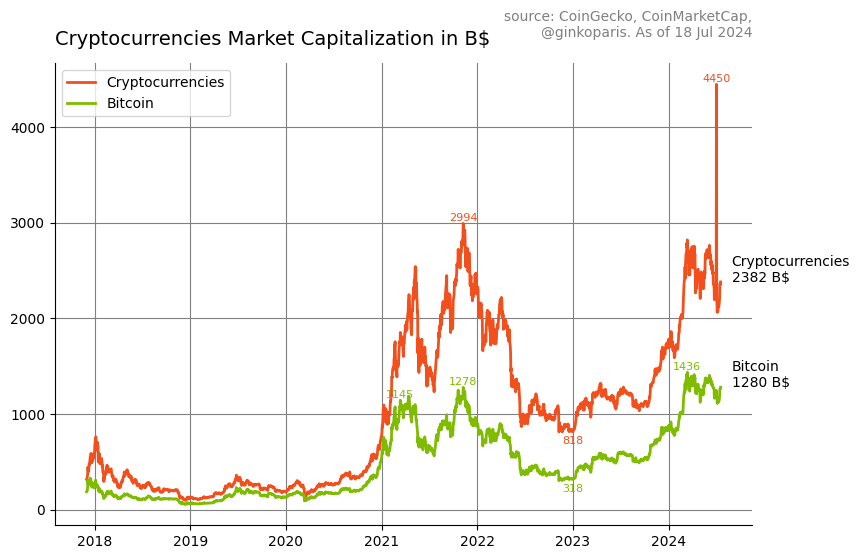 source: CoinGecko, CoinMarketCap,
@ginkoparis. As of 18 Jul 2024
Cryptocurrencies Market Capitalization in B$
Cryptocurrencies
Bitcoin
4450
4000
3000
2994
Cryptocurrencies
2382 B$
2000
Bitcoin
1280 B$
1145
1278
1436
1000
818
318
0
2018
2019
2020
2021
2022
2023
2024